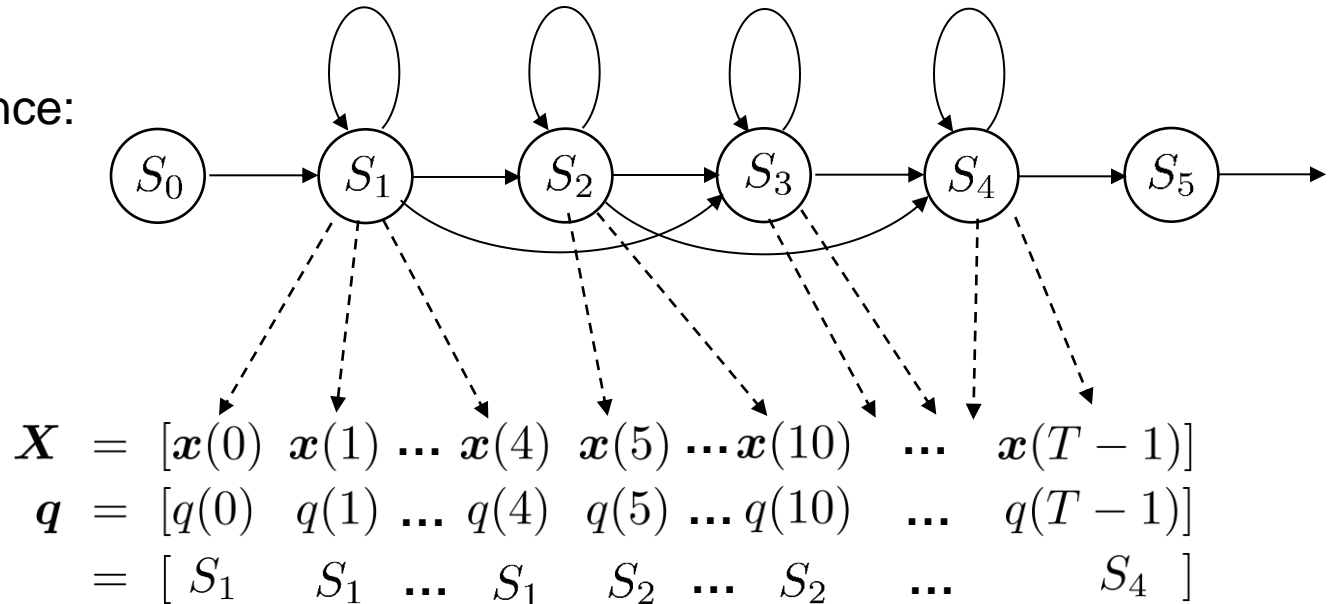 nce:
S₀ S₁ S₂ S₃ S₄ S₅
X = [x(0) x(1) ... x(4) x(5) ... x(10) ... x(T − 1)]
q = [q(0) q(1) ... q(4) q(5) ... q(10) ... q(T − 1)]
= [ S₁ S₁ ... S₁ S₂ ... S₂ ... S₄ ]